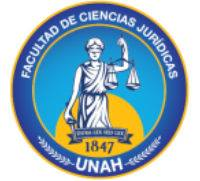 FACULTAD DE CIENCIAS JURÍDICAS
1847
UNAH